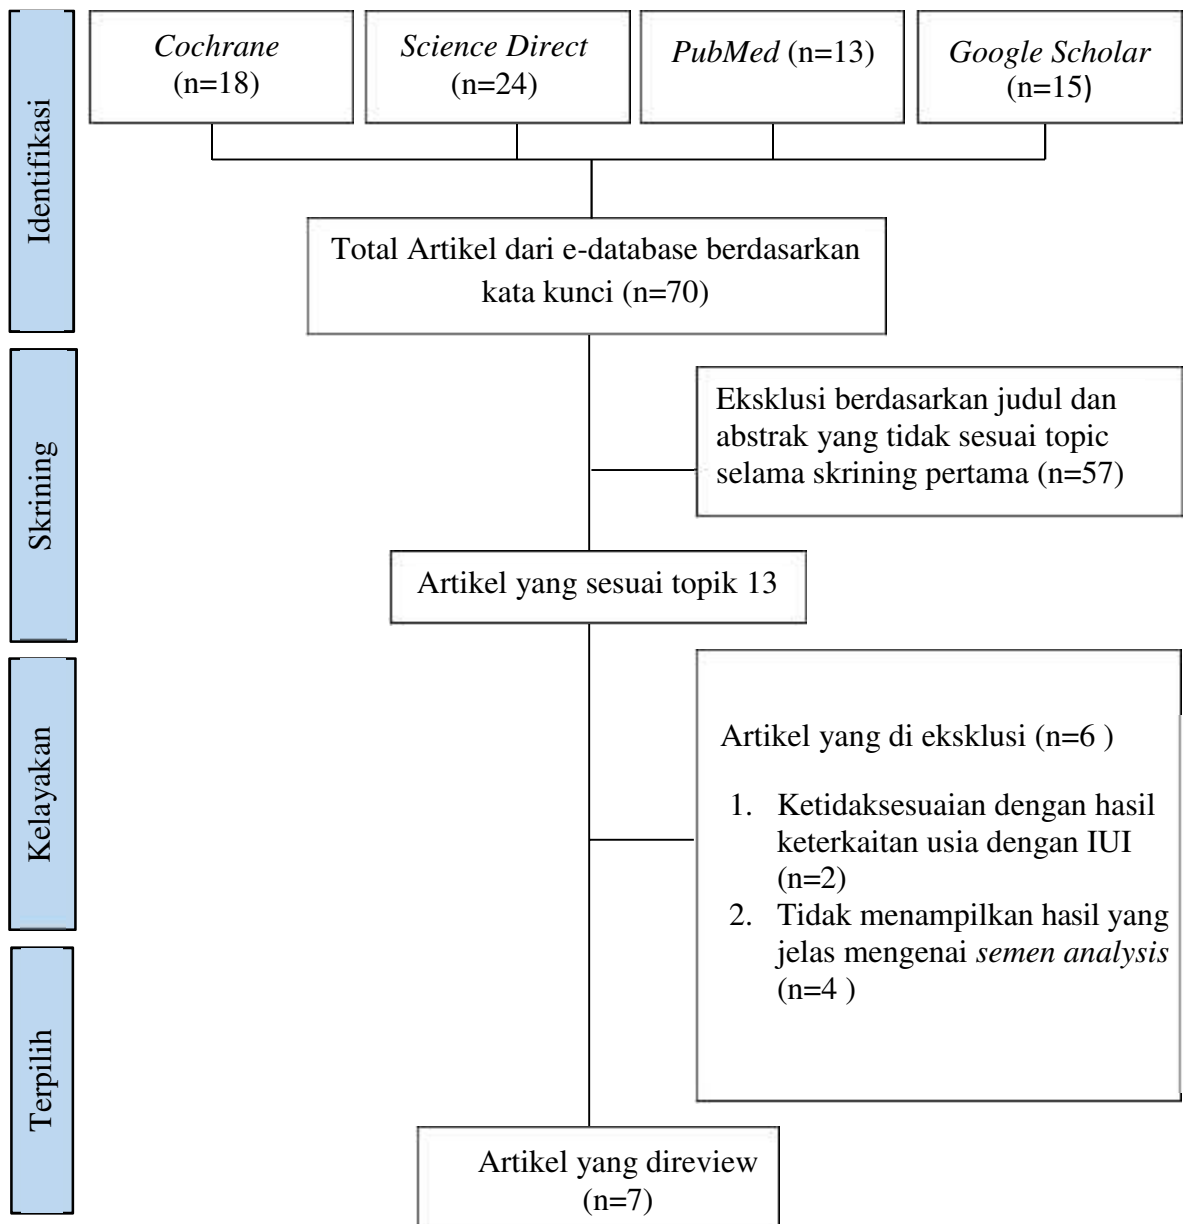 Identifikasi
Cochrane
(n=18)
Science Direct
(n=24)
PubMed (n=13)
Google Scholar
(n=15)
Total Artikel dari e-database berdasarkan
kata kunci (n=70)
Skrining
Eksklusi berdasarkan judul dan
abstrak yang tidak sesuai topic
selama skrining pertama (n=57)
Artikel yang sesuai topik 13
Kelayakan
Artikel yang di eksklusi (n=6 )
1. Ketidaksesuaian dengan hasil
keterkaitan usia dengan IUI
(n=2)
2. Tidak menampilkan hasil yang
jelas mengenai semen analysis
(n=4 )
Terpilih
Artikel yang direview
(n=7)